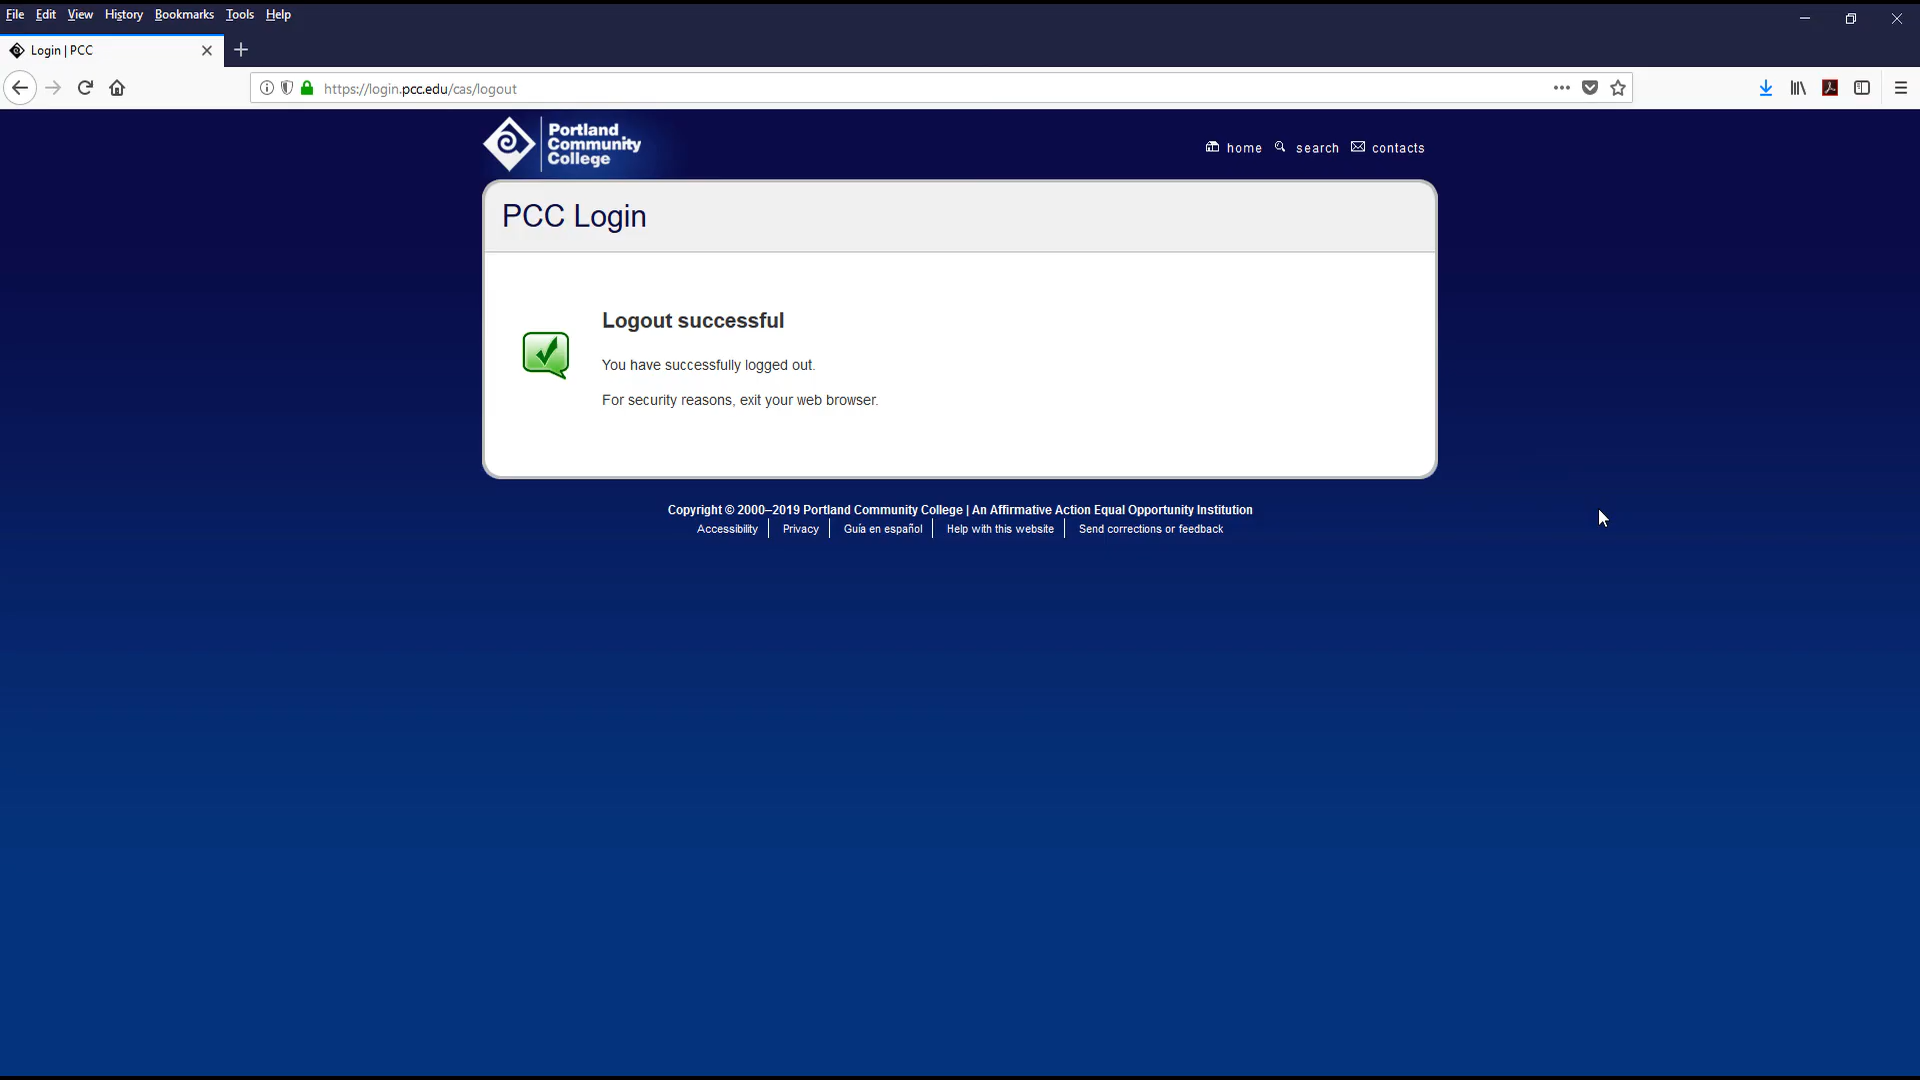 File Edit View History Bookmarks Tools Help
Login | PCC
https://login.pcc.edu/cas/logout
Portland
Community
College
home search contacts
PCC Login
Logout successful
You have successfully logged out.
For security reasons, exit your web browser.
Copyright © 2000–2019 Portland Community College | An Affirmative Action Equal Opportunity Institution
Accessibility Privacy Guía en español Help with this website Send corrections or feedback